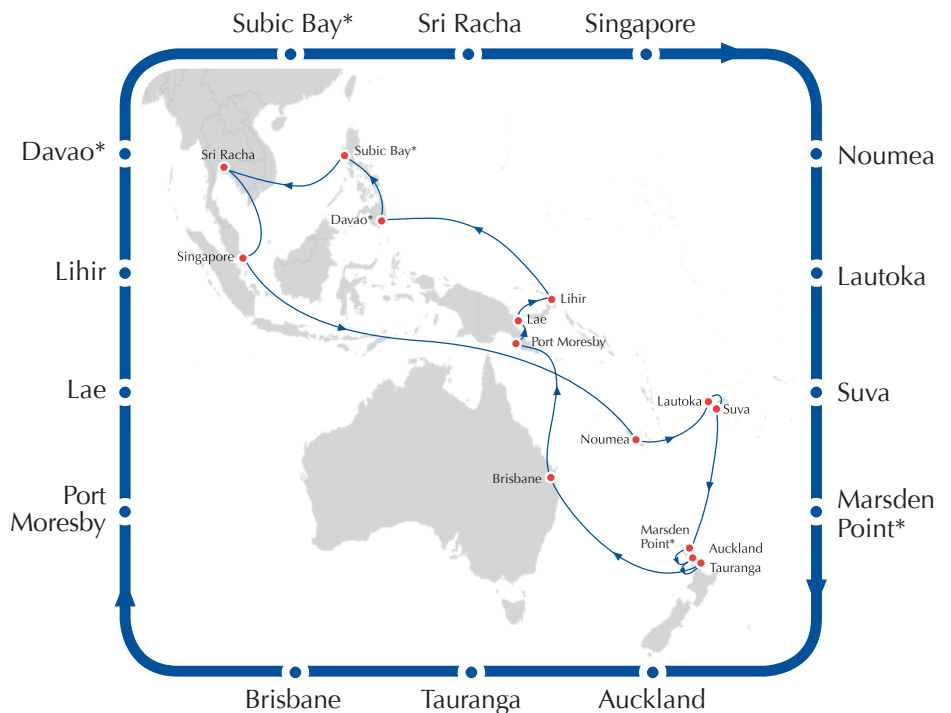 Subic Bay*
Sri Racha
Singapore
Davao*
Noumea
Lihir
Lautoka
Lae
Suva
Port
Moresby
Marsden
Point*
Brisbane
Tauranga
Auckland
Sri Racha
Subic Bay*
Davao*
Singapore
Lihir
Lae
Port Moresby
Lautoka
Suva
Noumea
Brisbane
Marsden
Point*
Auckland
Tauranga